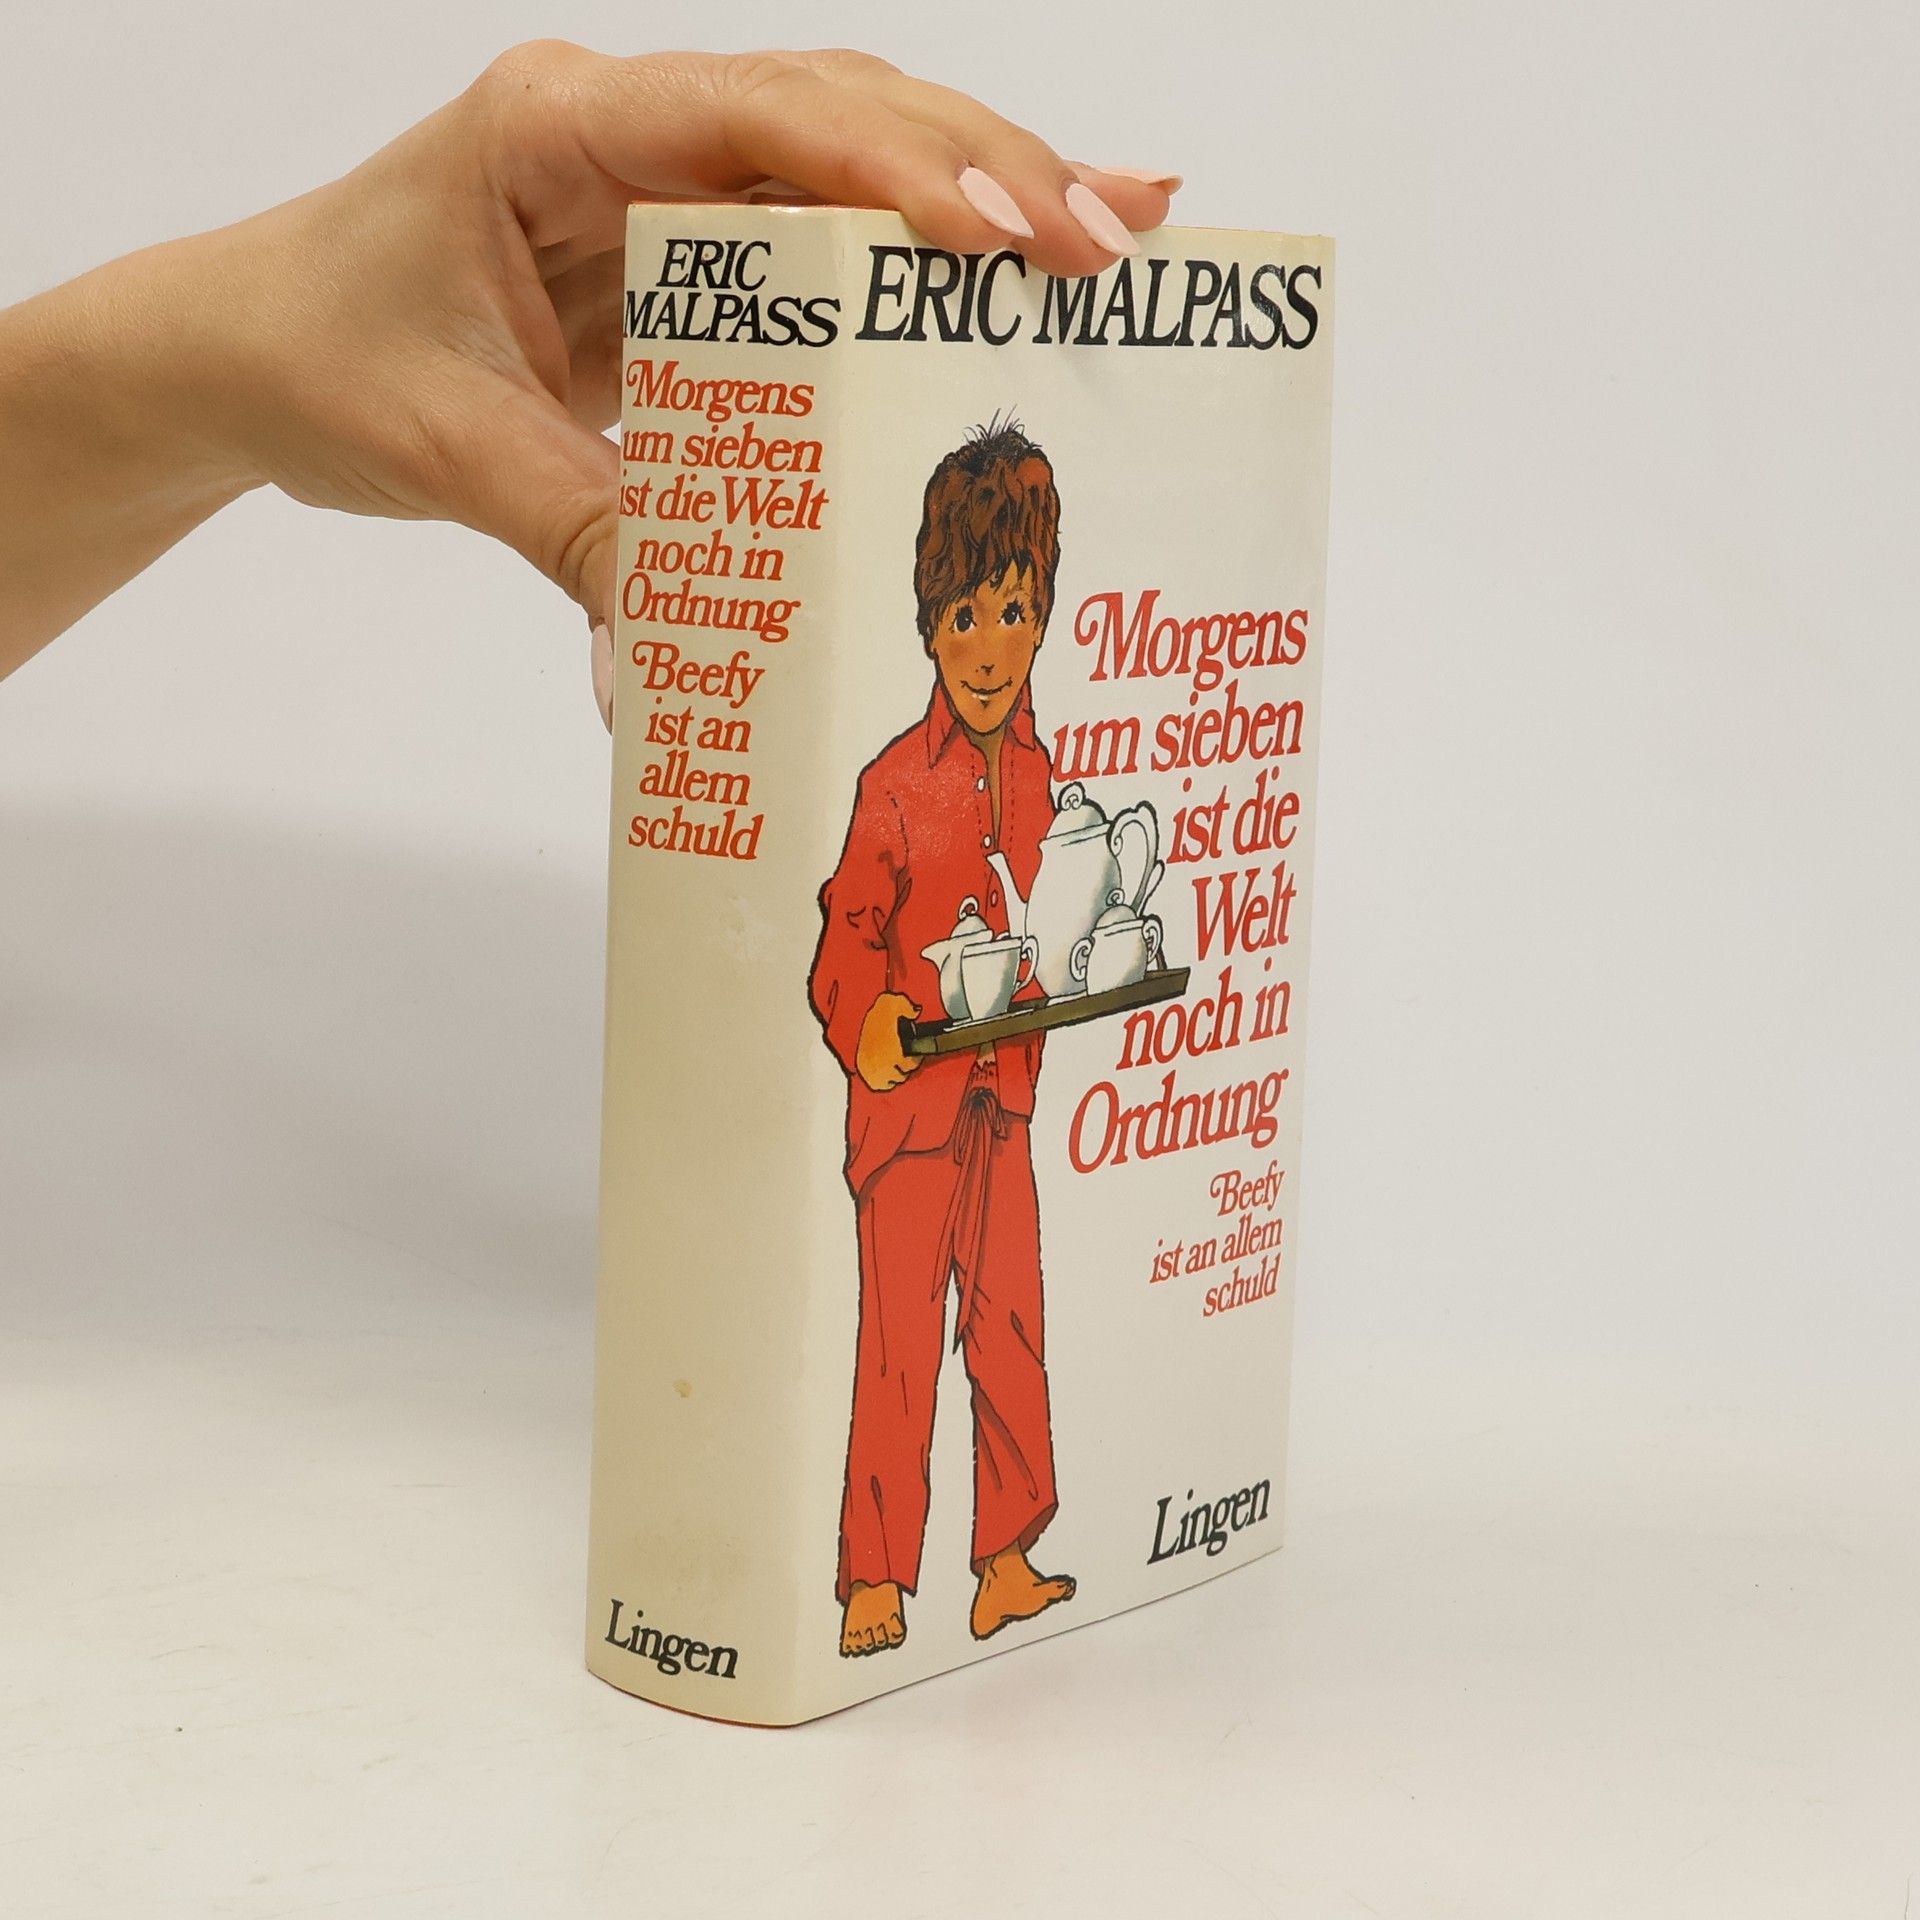 ERIC
MALPASS
Morgens
um sieben
ist die Welt
noch in
Ordnung
Beefy
ist an
allem
schuld
Lingen
ERIC MALPASS
Morgens
um sieben
ist die
Welt
noch in
Ordnung
Beefy
ist an allem
schuld
Lingen